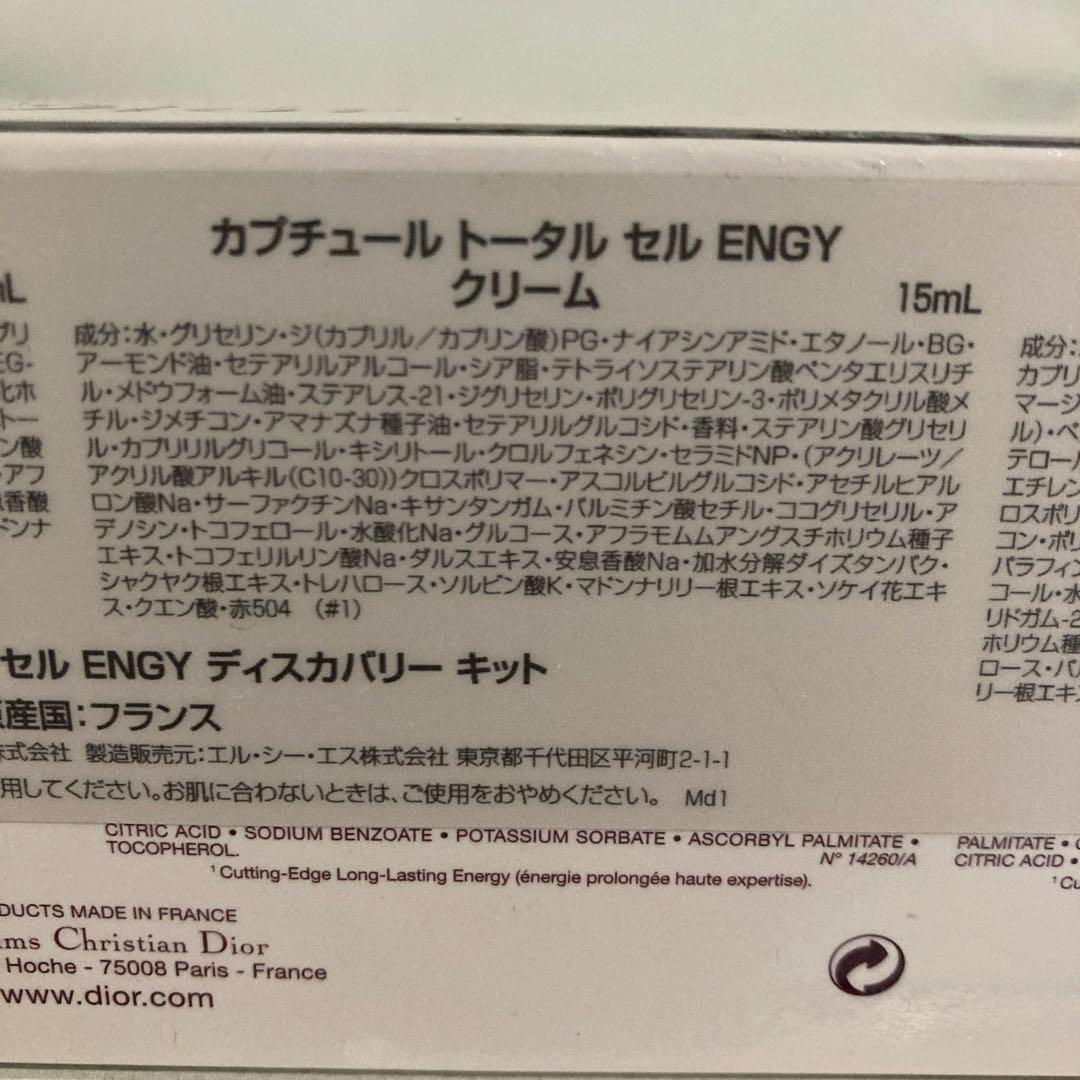 カプチュール トータル セル ENGY
クリーム 15mL
成分：水・グリセリン・ジ（カプリル／カプリン酸）PG・ナイアシンアミド・エタノール・BG・
アーモンド油・セテアリルアルコール・シア脂・テトライソステアリン酸ペンタエリスリチ
ル・メドウフォーム油・ステアレス-21・ジグリセリン・ポリグリセリン-3・ポリメタクリル酸メ
チル・ジメチコン・アマナズナ種子油・セテアリルグルコシド・香料・ステアリン酸グリセリ
ル・カプリリルグリコール・キシリトール・クロルフェネシン・セラミドNP・（アクリレーツ／
アクリル酸アルキル（C10-30））クロスポリマー・アスコルビルグルコシド・アセチルヒアル
ロン酸Na・サーファクチンNa・キサンタンガム・パルミチン酸セチル・ココグリセリル・ア
デノシン・トコフェロール・水酸化Na・グルコース・アフラモムムアングスチホリウム種子
エキス・トコフェリルリン酸Na・ダルスエキス・安息香酸Na・加水分解ダイズタンパク・
シャクヤク根エキス・トレハロース・ソルビン酸K・マドンナリリー根エキス・ソケイ花エキ
ス・クエン酸・赤504 （#1）
セル ENGY ディスカバリー キット
産国：フランス
株式会社 製造販売元：エル・シー・エス株式会社 東京都千代田区平河町2-1-1
用してください。お肌に合わないときは、ご使用をおやめください。 Md1
CITRIC ACID • SODIUM BENZOATE • POTASSIUM SORBATE • ASCORBYL PALMITATE •
TOCOPHEROL. N° 14260/A
¹ Cutting-Edge Long-Lasting Energy (énergie prolongée haute expertise).
DUCTS MADE IN FRANCE
ms Christian Dior
Hoche - 75008 Paris - France
www.dior.com
成分：
カプリ
マージ
ル）・ペ
テロール
エチレン
ロスポリ
コン・ポリ
パラフィン
コール・水
リドガム-2
ホリウム種
ロース・パル
リー根エキ
PALMITATE •
CITRIC ACID •